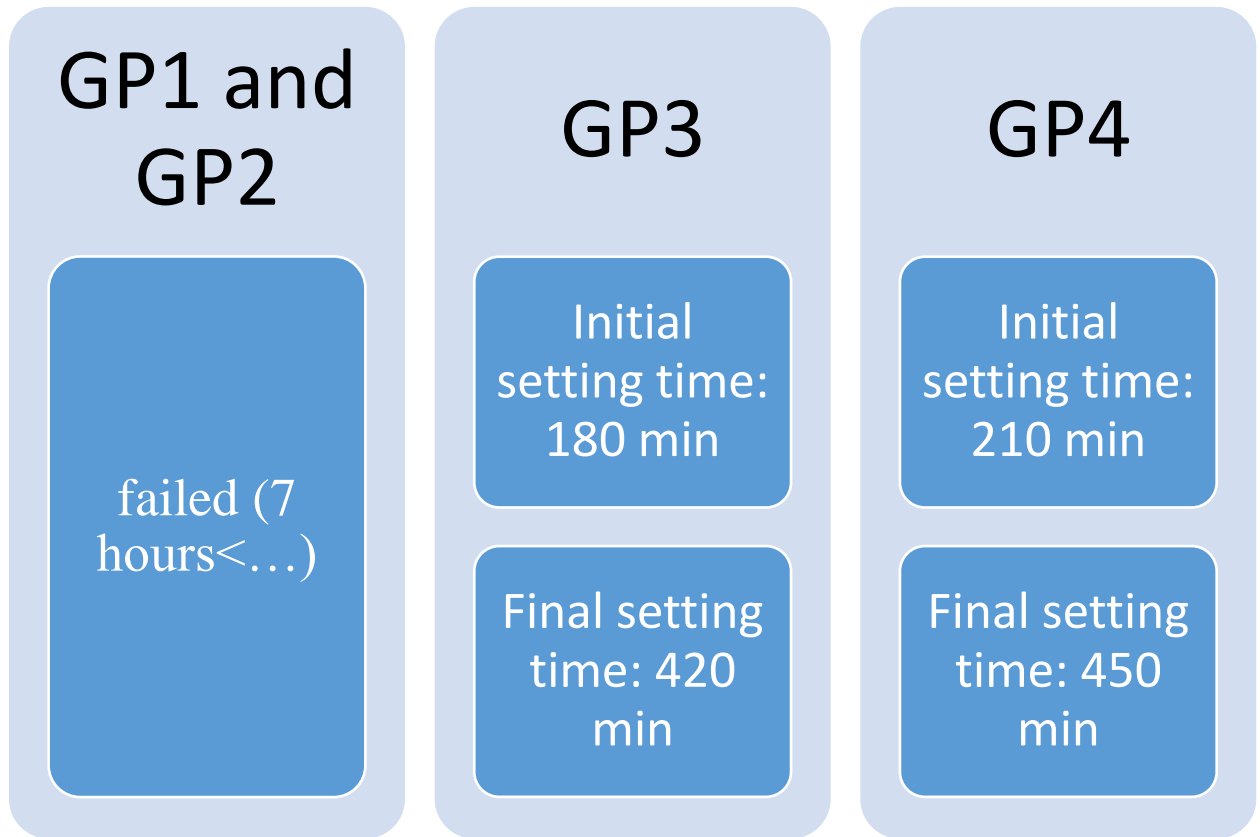 GP1 and
GP2
failed (7
hours<…)
GP3
Initial
setting time:
180 min
Final setting
time: 420
min
GP4
Initial
setting time:
210 min
Final setting
time: 450
min